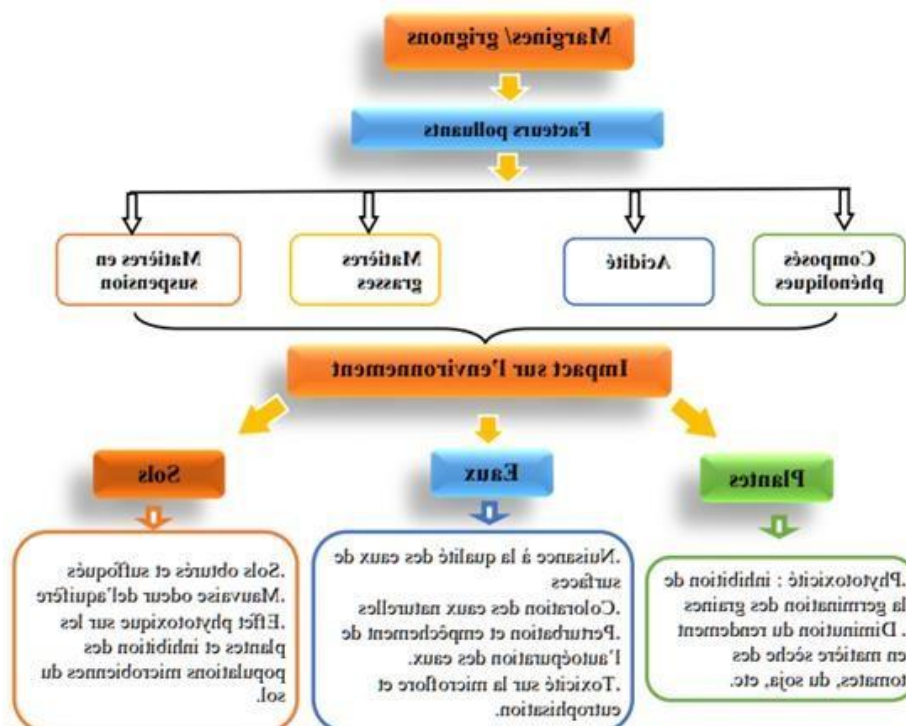 Margines/ grignons
Facteurs polluants
Composés
phénoliques
Acidité
Matières
grasses
Matières en
suspension
Impact sur l'environnement
Plantes
Eaux
Sols
.Phytotoxicité : inhibition de
la germination des graines
. Diminution du rendement
en matière sèche des
tomates, du soja, etc.
.Nuisance à la qualité des eaux de
surfaces
.Coloration des eaux naturelles
.Perturbation et empêchement de
l'autoépuration des eaux.
.Toxicité sur la microflore et
eutrophisation.
.Sols obturés et suffoqués
.Mauvaise odeur del'aquifère
.Effet phytotoxique sur les
plantes et inhibition des
populations microbiennes du
sol.